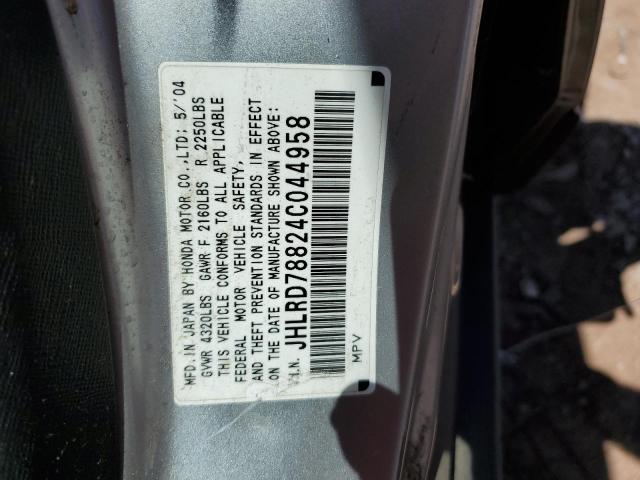 MFD.IN JAPAN BY HONDA MOTOR CO.,LTD; 5/'04
GVWR 4320LBS GAWR F 2160LBS R 2250LBS
THIS VEHICLE CONFORMS TO ALL APPLICABLE
FEDERAL MOTOR VEHICLE SAFETY,
AND THEFT PREVENTION STANDARDS IN EFFECT
ON THE DATE OF MANUFACTURE SHOWN ABOVE:
V.I.N. JHLRD78824C044958
MPV